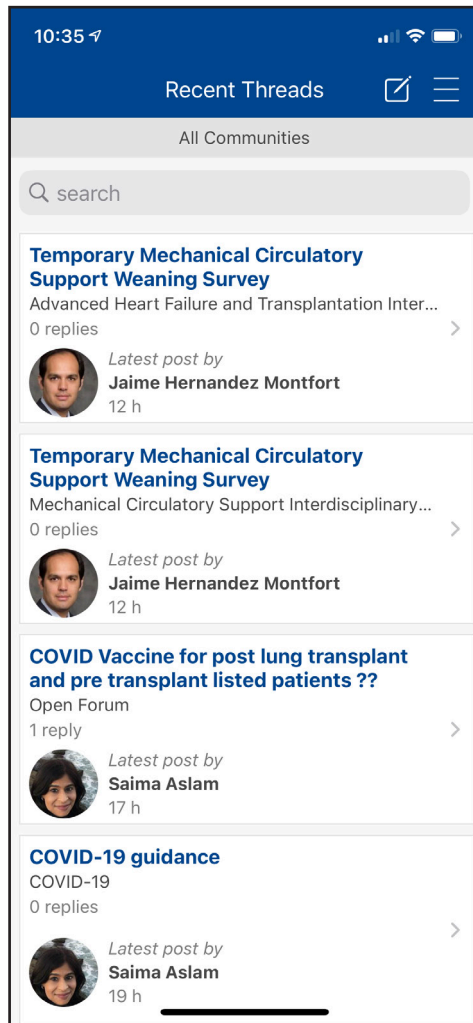 10:35
Recent Threads
All Communities
search
Temporary Mechanical Circulatory
Support Weaning Survey
Advanced Heart Failure and Transplantation Inter...
0 replies
Latest post by
Jaime Hernandez Montfort
12 h
Temporary Mechanical Circulatory
Support Weaning Survey
Mechanical Circulatory Support Interdisciplinary...
0 replies
Latest post by
Jaime Hernandez Montfort
12 h
COVID Vaccine for post lung transplant
and pre transplant listed patients ??
Open Forum
1 reply
Latest post by
Saima Aslam
17 h
COVID-19 guidance
COVID-19
0 replies
Latest post by
Saima Aslam
19 h